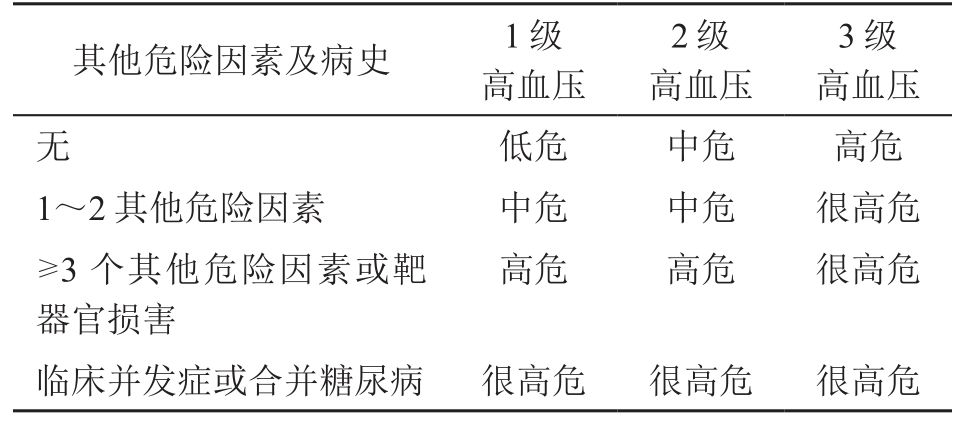 其他危险因素及病史 1级高血压 2级高血压 3级高血压
无 低危 中危 高危
1～2其他危险因素 中危 中危 很高危
≥3 个其他危险因素或靶 高危 高危 很高危
器官损害
临床并发症或合并糖尿病 很高危 很高危 很高危